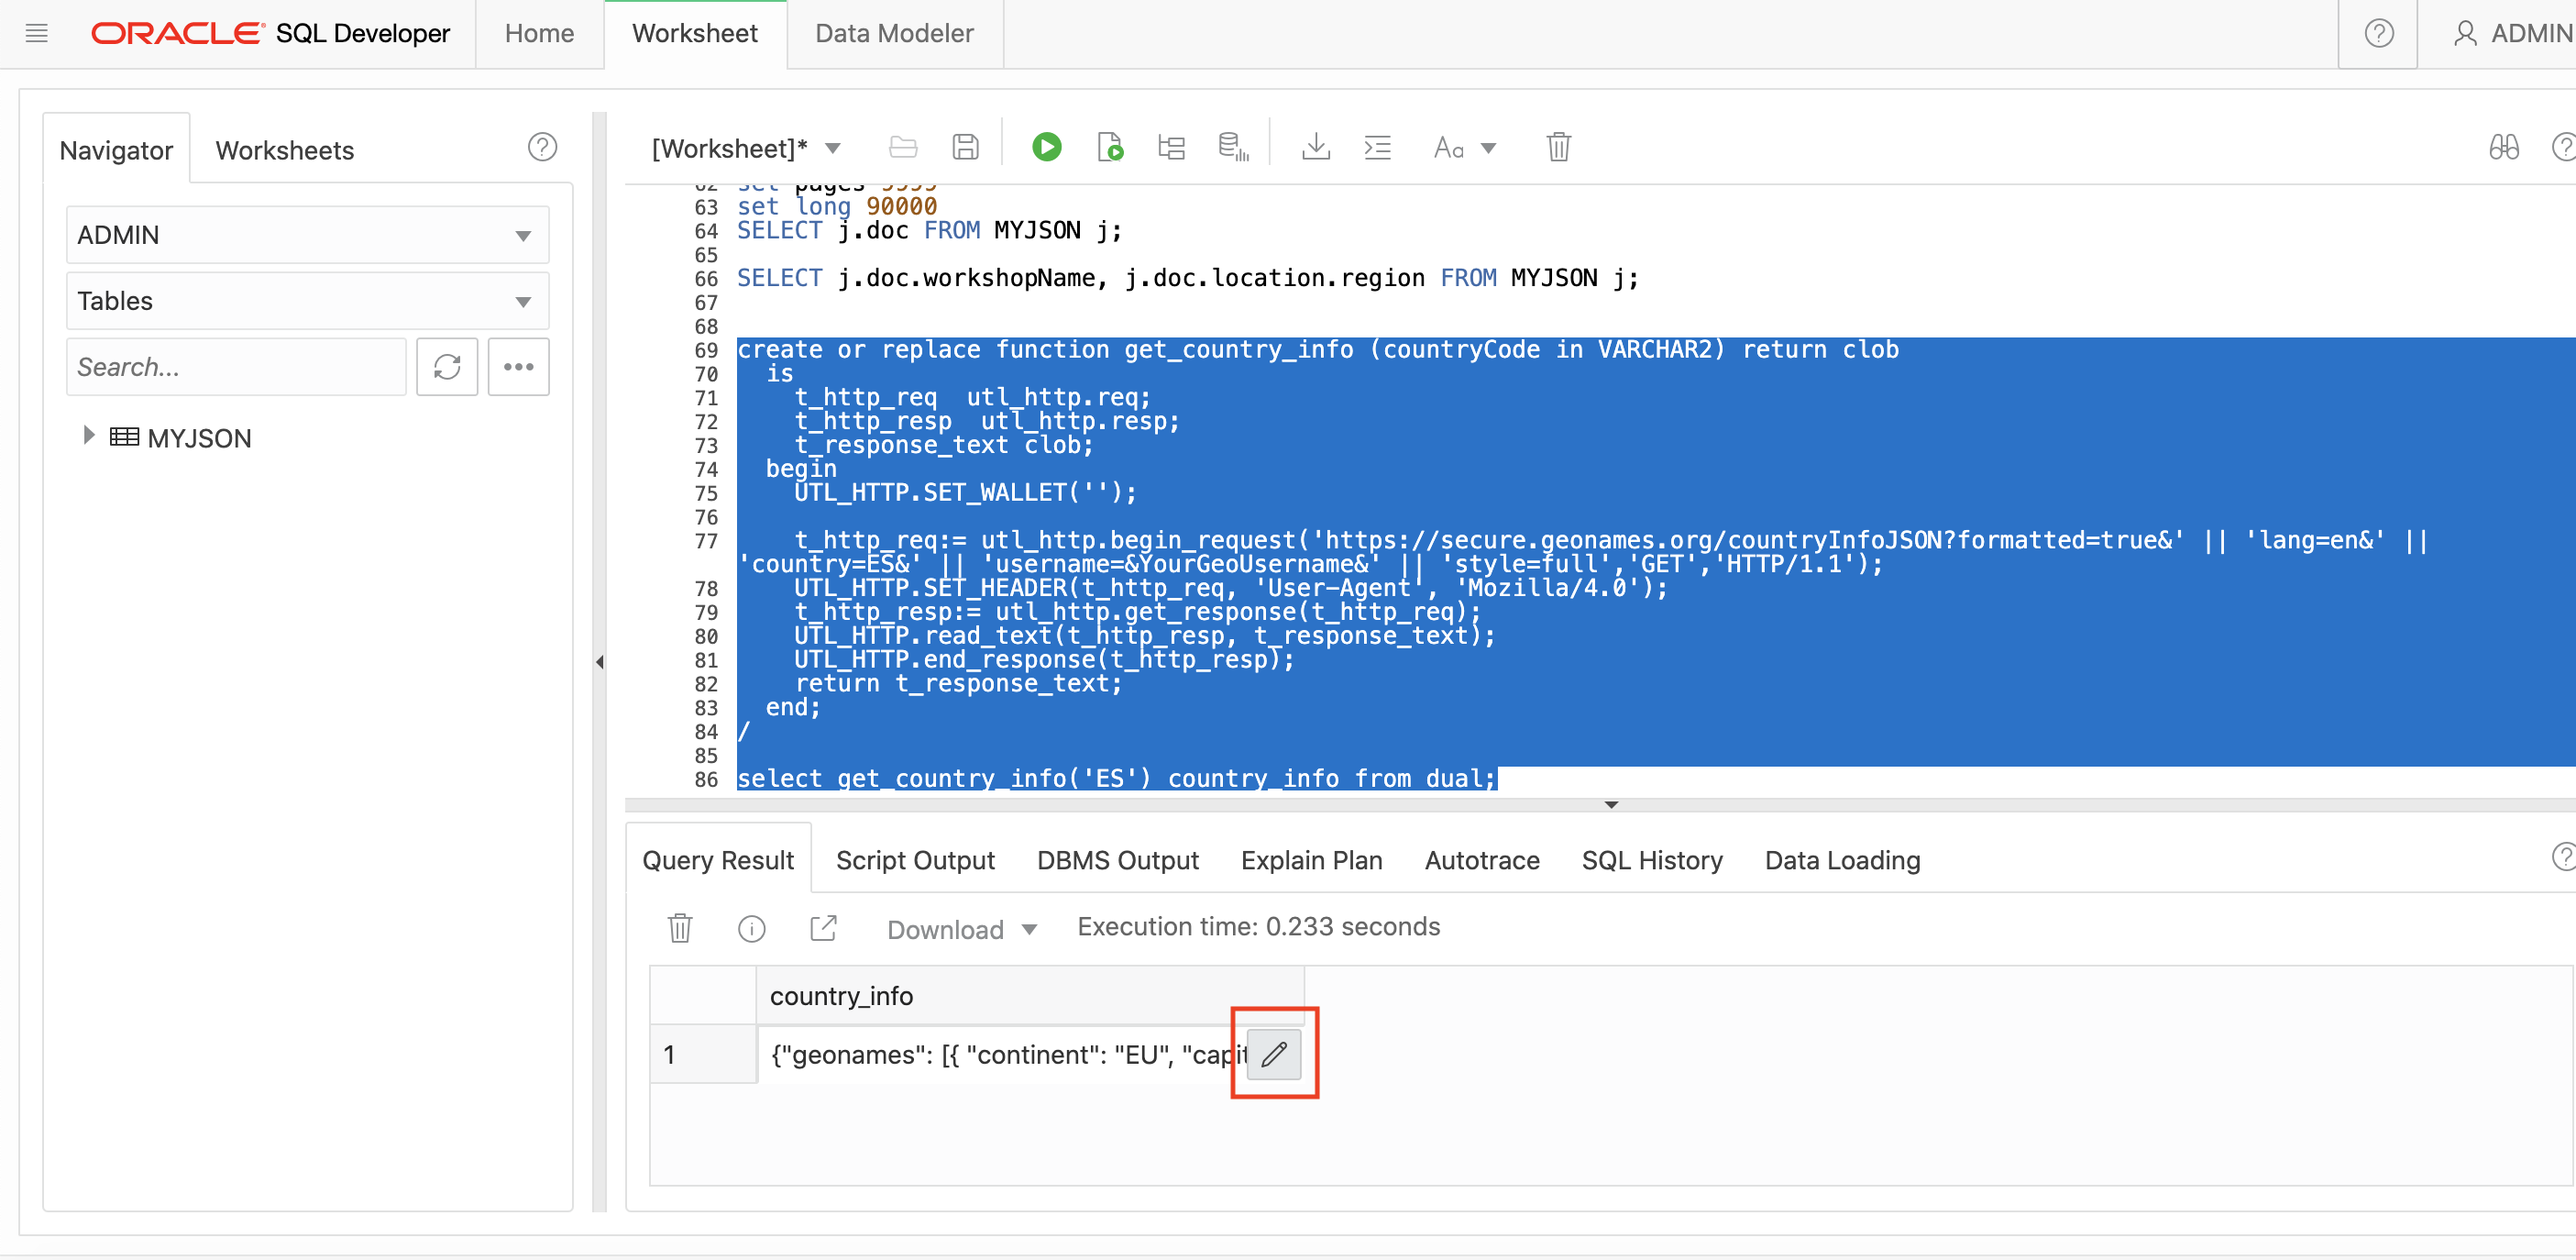 ORACLE SQL Developer Home Worksheet Data Modeler ADMIN
Navigator Worksheets
ADMIN
Tables
Search...
MYJSON
[Worksheet]* Aa
62 set pages 9999
63 set long 90000
64 SELECT j.doc FROM MYJSON j;
65
66 SELECT j.doc.workshopName, j.doc.location.region FROM MYJSON j;
67
68
69 create or replace function get_country_info (countryCode in VARCHAR2) return clob
70 is
71 t_http_req utl_http.req;
72 t_http_resp utl_http.resp;
73 t_response_text clob;
74 begin
75 UTL_HTTP.SET_WALLET('');
76
77 t_http_req:= utl_http.begin_request('https://secure.geonames.org/countryInfoJSON?formatted=true&' || 'lang=en&' ||
'country=ES&' || 'username=&YourGeoUsername&' || 'style=full','GET','HTTP/1.1');
78 UTL_HTTP.SET_HEADER(t_http_req, 'User-Agent', 'Mozilla/4.0');
79 t_http_resp:= utl_http.get_response(t_http_req);
80 UTL_HTTP.read_text(t_http_resp, t_response_text);
81 UTL_HTTP.end_response(t_http_resp);
82 return t_response_text;
83 end;
84 /
85
86 select get_country_info('ES') country_info from dual;
Query Result Script Output DBMS Output Explain Plan Autotrace SQL History Data Loading
Download Execution time: 0.233 seconds
country_info
1 {"geonames": [{ "continent": "EU", "capit